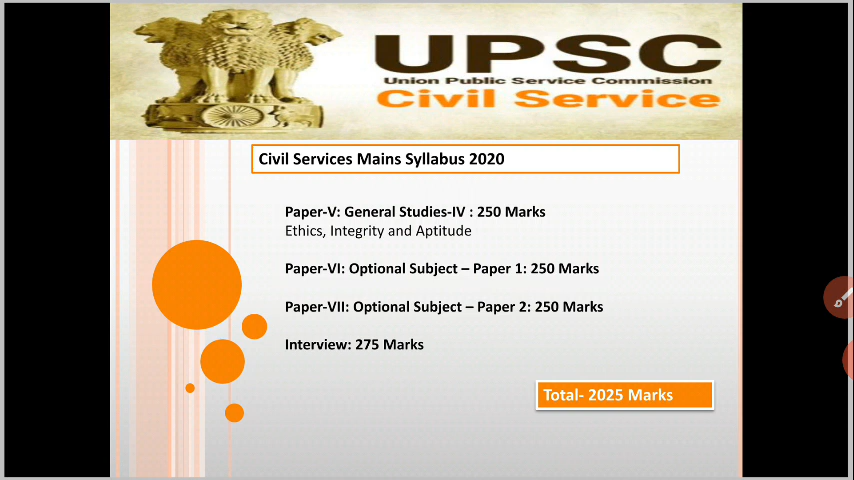 UPSC
Union Public Service Commission
Civil Service
Civil Services Mains Syllabus 2020
Paper-V: General Studies-IV : 250 Marks
Ethics, Integrity and Aptitude
Paper-VI: Optional Subject – Paper 1: 250 Marks
Paper-VII: Optional Subject – Paper 2: 250 Marks
Interview: 275 Marks
Total- 2025 Marks